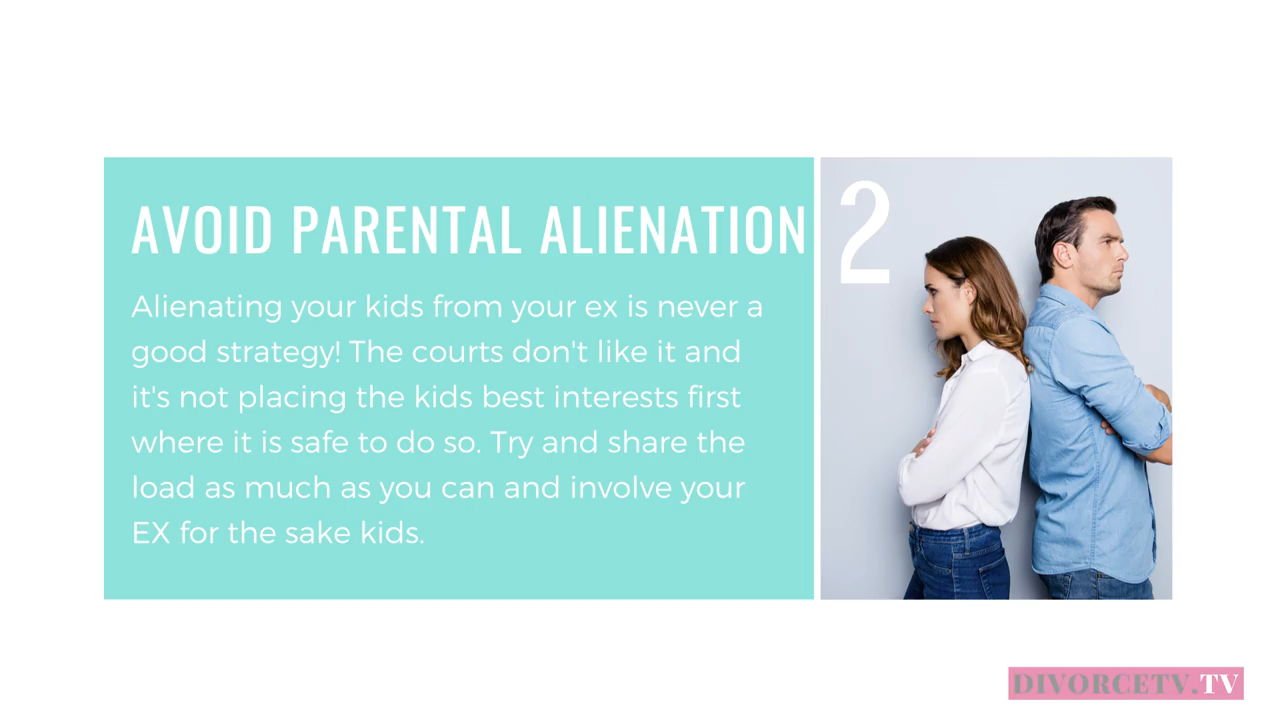 AVOID PARENTAL ALIENATION
2
Alienating your kids from your ex is never a
good strategy! The courts don't like it and
it's not placing the kids best interests first
where it is safe to do so. Try and share the
load as much as you can and involve your
EX for the sake kids.
DIVORCETV.TV